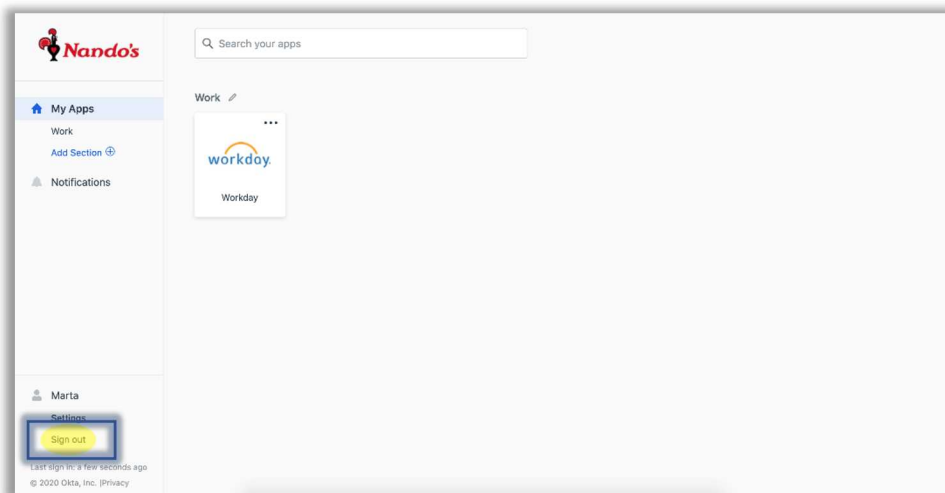 Nando's
Search your apps
My Apps
Work
Add Section
Notifications
Work
workday.
Workday
Marta
Settings
Sign out
Last sign in: a few seconds ago
© 2020 Okta, Inc. |Privacy